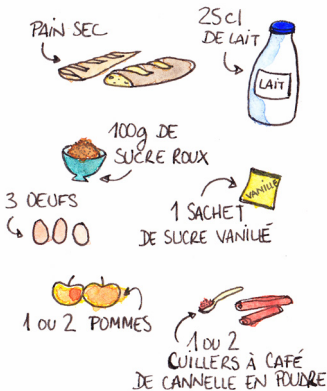 PAIN SEC
25cl
DE LAIT
LAIT
100g DE
SUCRE ROUX
3 OEUFS
VANILLE
1 SACHET
DE SUCRE VANILLÉ
1 OU 2 POMMES
1 OU 2
CUILLERS À CAFÉ
DE CANNELLE EN POUDRE